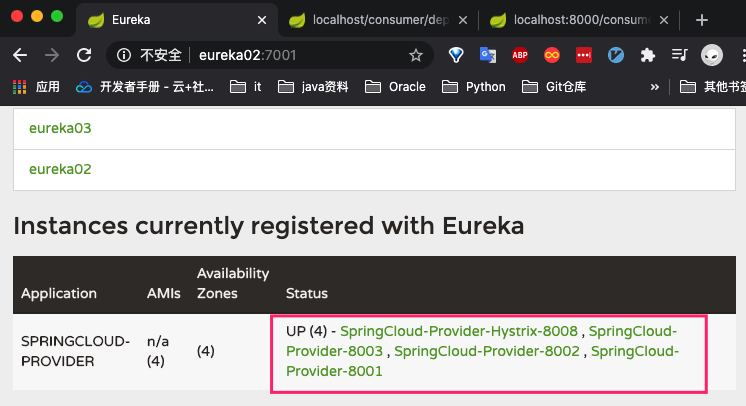 Eureka
localhost/consumer/dep
localhost:8000/consume
不安全 eureka02:7001
ABP
应用 开发者手册 - 云+社... it java资料 Oracle Python Git仓库 » 其他书签
eureka03
eureka02
Instances currently registered with Eureka
Application AMIs Availability Zones Status
SPRINGCLOUD-PROVIDER n/a (4) (4) UP (4) - SpringCloud-Provider-Hystrix-8008 , SpringCloud-
Provider-8003 , SpringCloud-Provider-8002 , SpringCloud-
Provider-8001